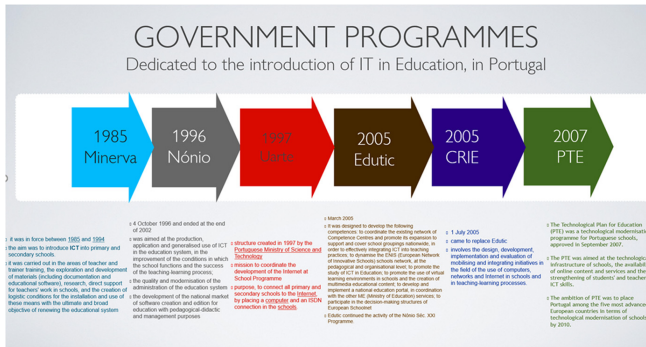 GOVERNMENT PROGRAMMES
Dedicated to the introduction of IT in Education, in Portugal
1985
Minerva
1996
Nónio
1997
2005
Edutic
2005
CRIE
2007
PTE
it was in force between 1985 and 1994
the aim was to introduce ICT into primary and
secondary schools.
it was carried out in the areas of teacher and
trainer training, the exploration and development
of materials (including documentation and
educational software), research, direct support
for teachers' work in schools, and the creation of
logistic conditions for the installation and use of
these means with the ultimate and broad
objective of renewing the educational system
4 October 1996 and ended at the end
of 2002
was aimed at the production,
application and generalised use of ICT
in the education system, in the
improvement of the conditions in which
the school functions and the success
of the teaching-learning process,
the quality and modernisation of the
administration of the education system
the development of the national market
of software creation and edition for
education with pedagogical-didactic
and management purposes
structure created in 1997 by the
Portuguese Ministry of Science and
Technology
mission to coordinate the
development of the Internet at
School Programme
purpose, to connect all primary and
secondary schools to the Internet,
by placing a computer and an ISDN
connection in the schools.
March 2005
it was designed to develop the following
competences: to coordinate the existing network of
Competence Centres and promote its expansion to
support and cover school groupings nationwide, in
order to effectively integrating ICT into teaching
practices; to dynamise the ENIS (European Network
of Innovative Schools) schools network, at the
pedagogical and organisational level; to promote the
study of ICT in Education, to promote the use of virtual
learning environments in schools and the creation of
multimedia educational content; to develop and
implement a national education portal, in coordination
with the other ME (Ministry of Education) services; to
participate in the decision-making structures of
European Schoolnet
Edutic continued the activity of the Nónio Séc. XXI
Programme.
1 July 2005
came to replace Edutic
involves the design, development,
implementation and evaluation of
mobilising and integrating initiatives in
the field of the use of computers,
networks and Internet in schools and
in teaching-learning processes.
The Technological Plan for Education
(PTE) was a technological modernisati
programme for Portuguese schools,
approved in September 2007.
The PTE was aimed at the technologic
infrastructure of schools, the availabil
of online content and services and the
strengthening of students' and teacher
ICT skills.
The ambition of PTE was to place
Portugal among the five most advance
European countries in terms of
technological modernisation of schools
by 2010.